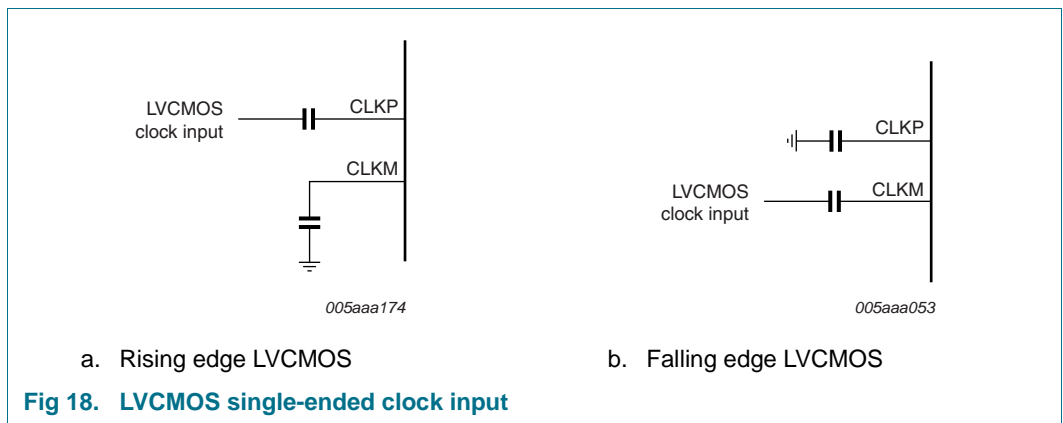 LVCMOS
clock input
CLKP
CLKM
005aaa174
a. Rising edge LVCMOS
CLKP
LVCMOS
clock input
CLKM
005aaa053
b. Falling edge LVCMOS
Fig 18. LVCMOS single-ended clock input